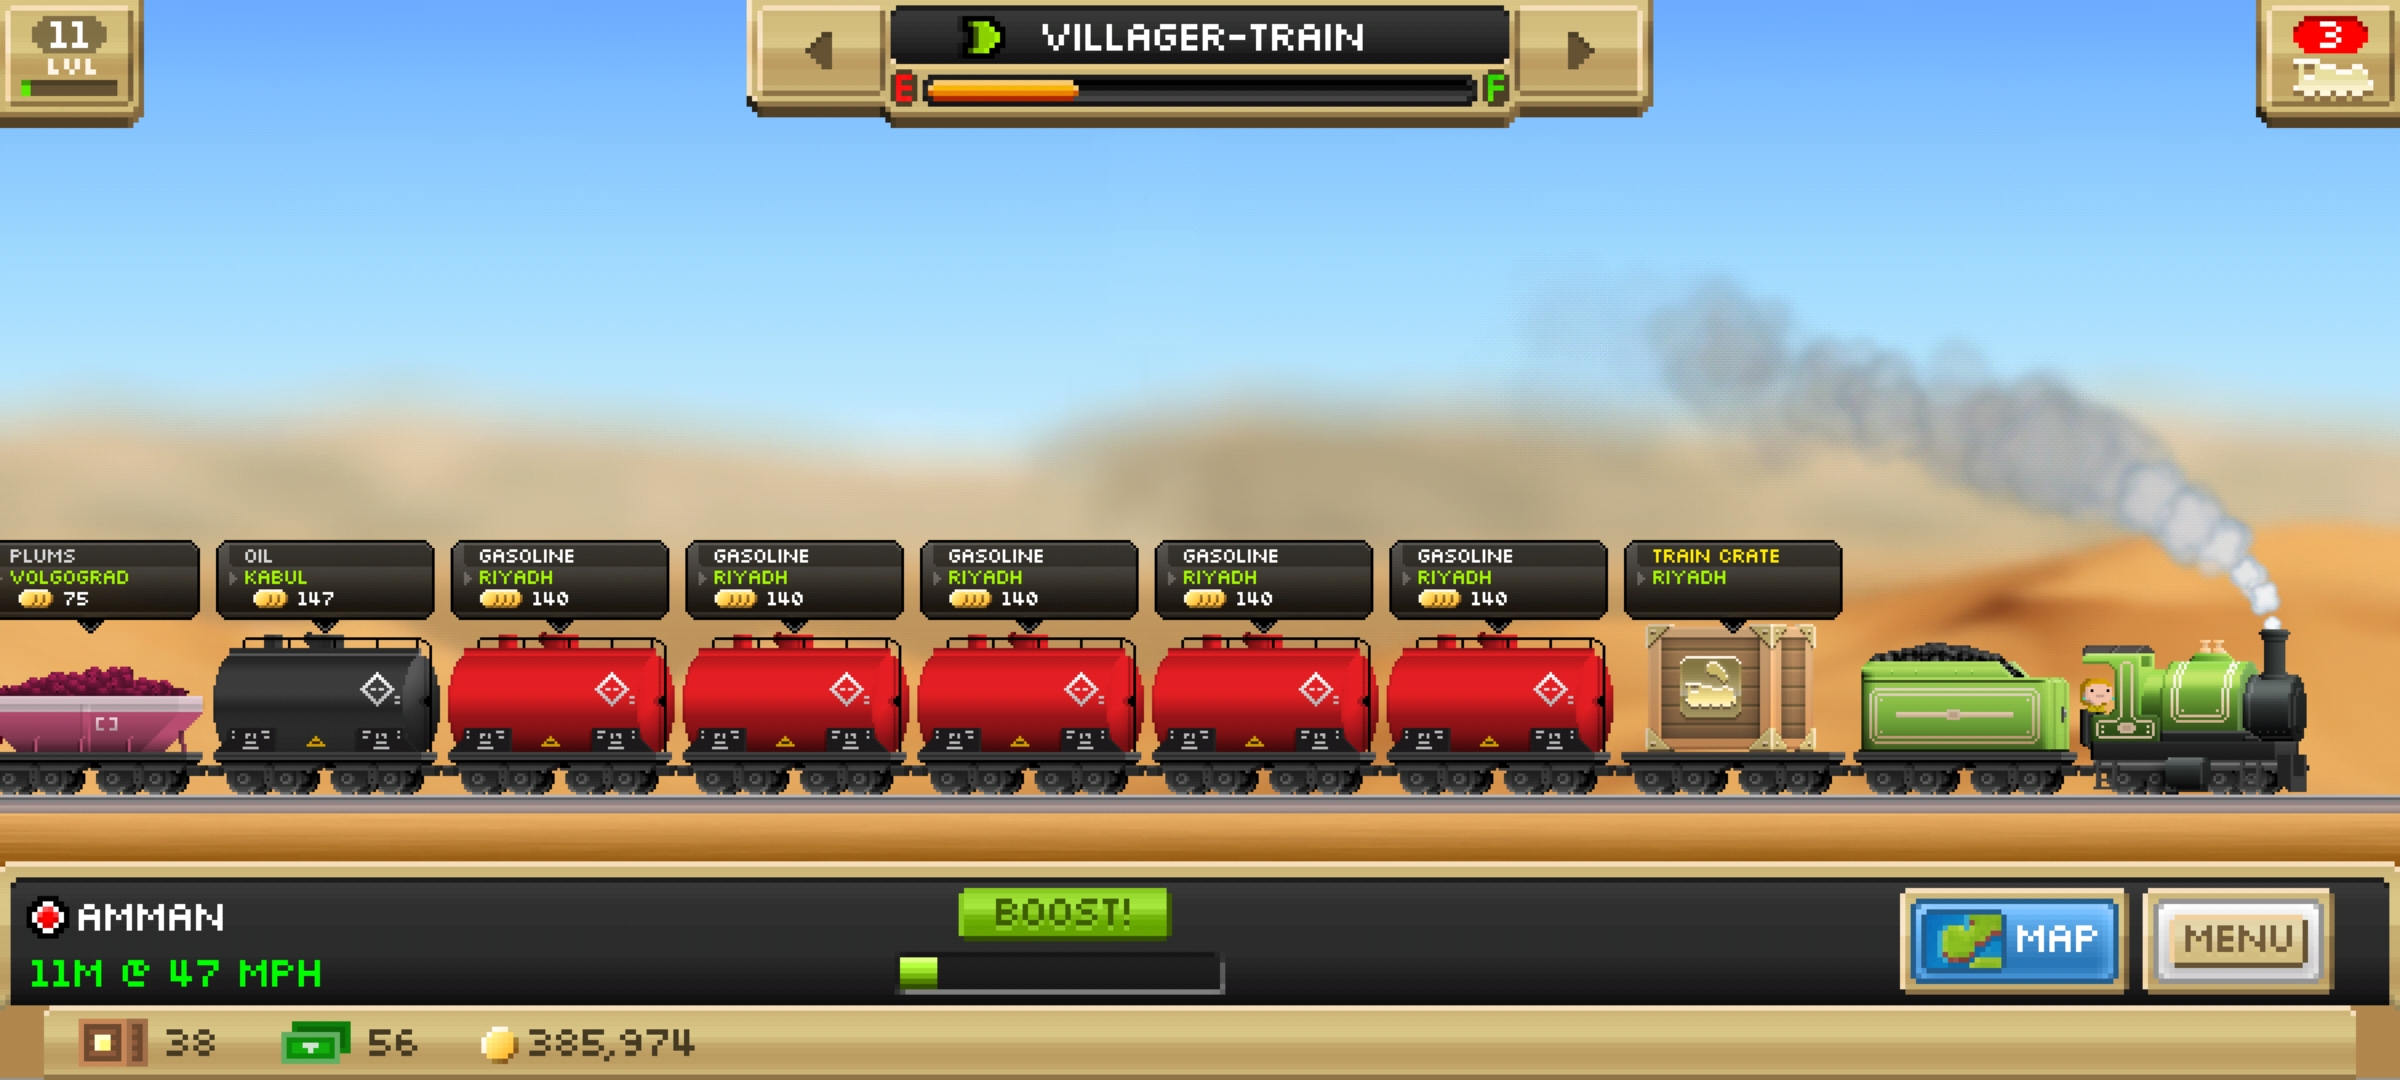 11
LVL
VILLAGER-TRAIN
E F
3
PLUMS
VOLGOGRAD
75
OIL
KABUL
147
GASOLINE
RIYADH
140
GASOLINE
RIYADH
140
GASOLINE
RIYADH
140
GASOLINE
RIYADH
140
GASOLINE
RIYADH
140
TRAIN CRATE
RIYADH
AMMAN
11M @ 47 MPH
BOOST!
MAP
MENU
38
56
385,974